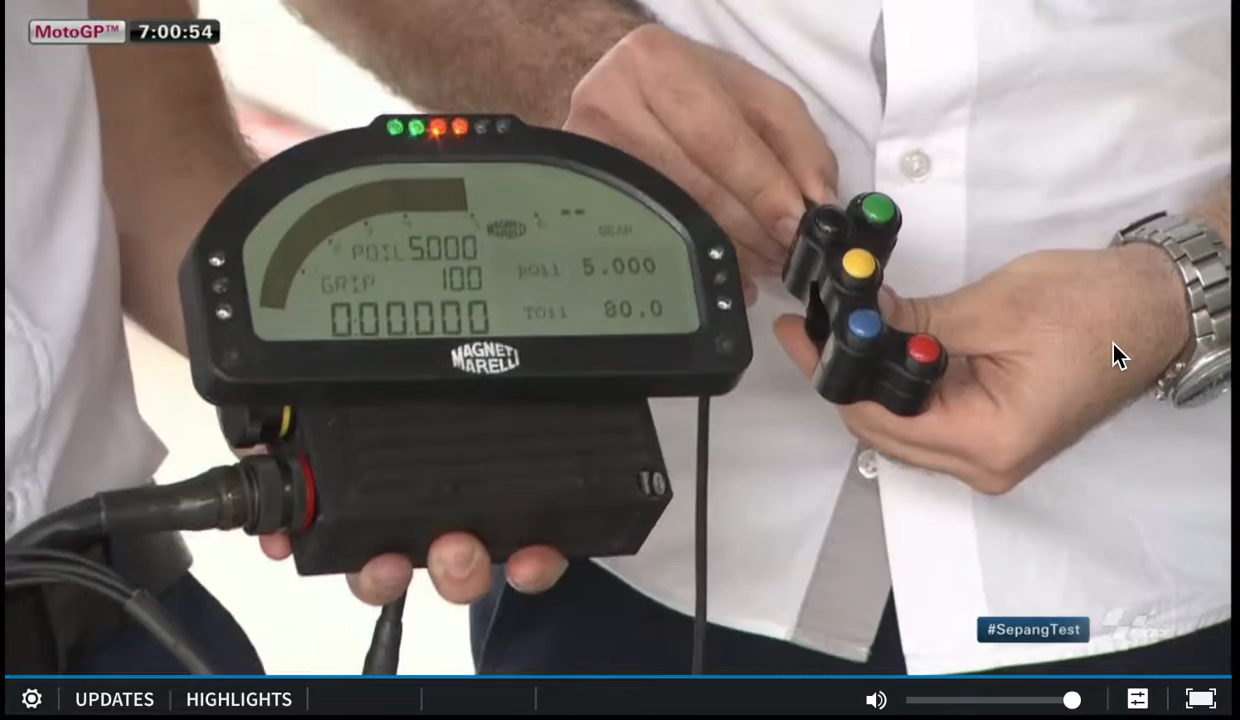 MotoGP™ 7:00:54
--
MAGNETI
MARELLI
GEAR
POIL 5.000
GRIP 100
POil 5.000
0:00.000
TOil 80.0
MAGNETI
MARELLI
#SepangTest
UPDATES HIGHLIGHTS